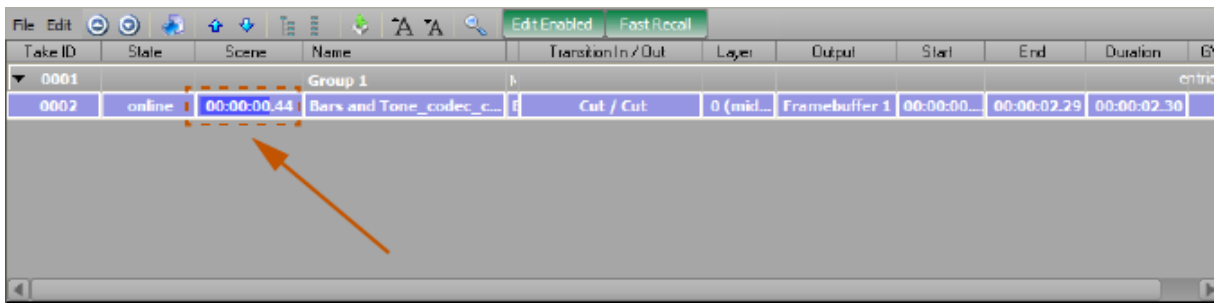 File Edit Edit Enabled Fast Recall
Take ID State Scene Name Transition In / Out Layer Output Start End Duration
0001 Group 1
0002 online 00:00:00.44 Bars and Tone_codec_c... Cut / Cut 0 (mid... Framebuffer 1 00:00:00.... 00:00:02.29 00:00:02.30